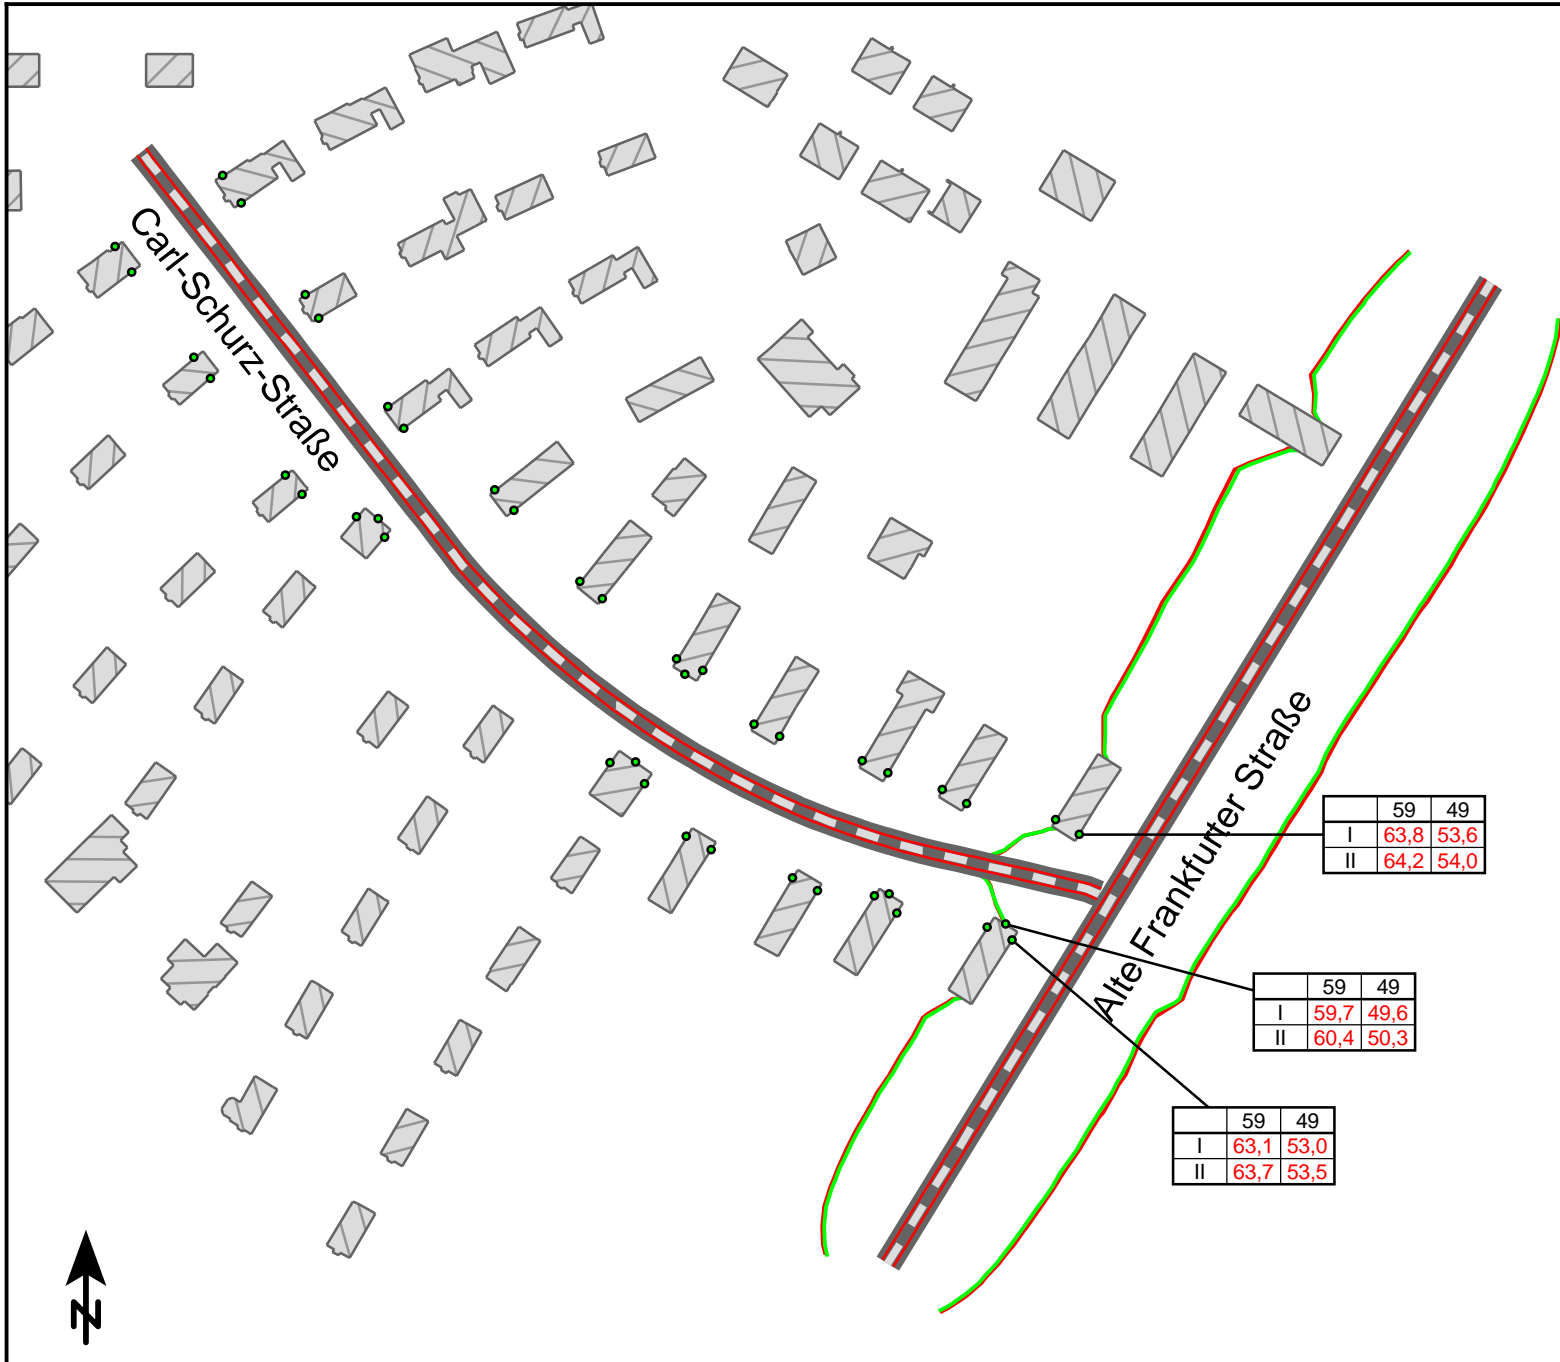 Carl-Schurz-Straße
Alte Frankfurter Straße
59 49
I 63,8 53,6
II 64,2 54,0
59 49
I 59,7 49,6
II 60,4 50,3
59 49
I 63,1 53,0
II 63,7 53,5
N